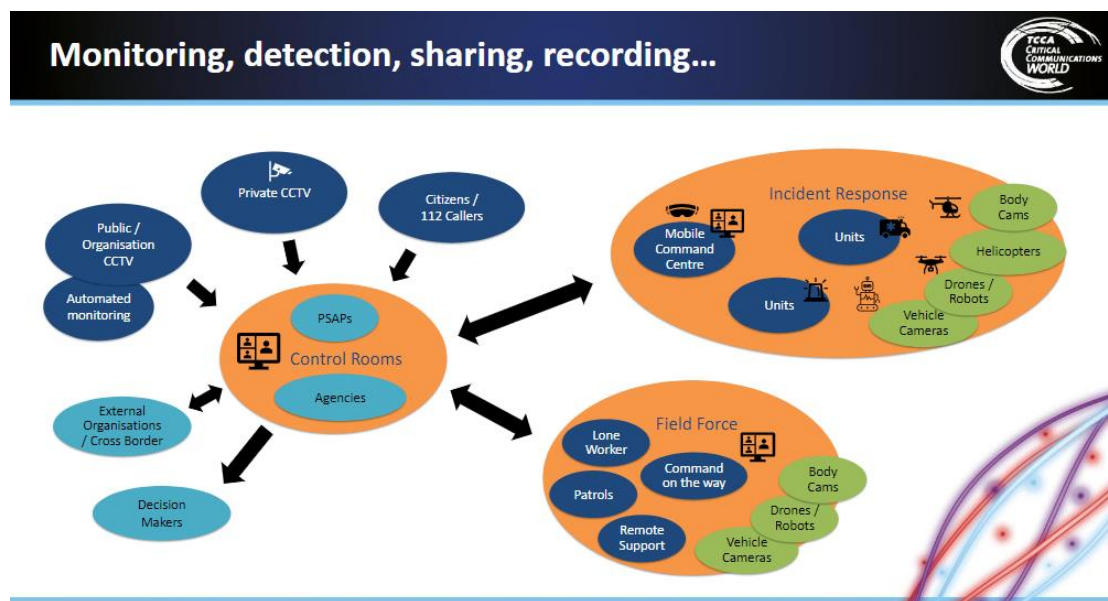 Monitoring, detection, sharing, recording...
TCCA
CRITICAL
COMMUNICATIONS
WORLD
Private CCTV
Citizens /
112 Callers
Public /
Organisation
CCTV
Automated
monitoring
PSAPs
Control Rooms
Agencies
External
Organisations
/ Cross Border
Decision
Makers
Incident Response
Mobile
Command
Centre
Units
Units
Body
Cams
Helicopters
Drones /
Robots
Vehicle
Cameras
Field Force
Lone
Worker
Command
on the way
Patrols
Remote
Support
Body
Cams
Drones /
Robots
Vehicle
Cameras